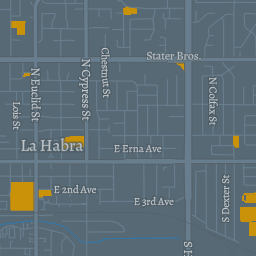 Stater Bros.
Chestnut St
N Cypress St
N Euclid St
N Colfax St
Lois St
La Habra
E Erna Ave
E 2nd Ave
E 3rd Ave
S Dexter St